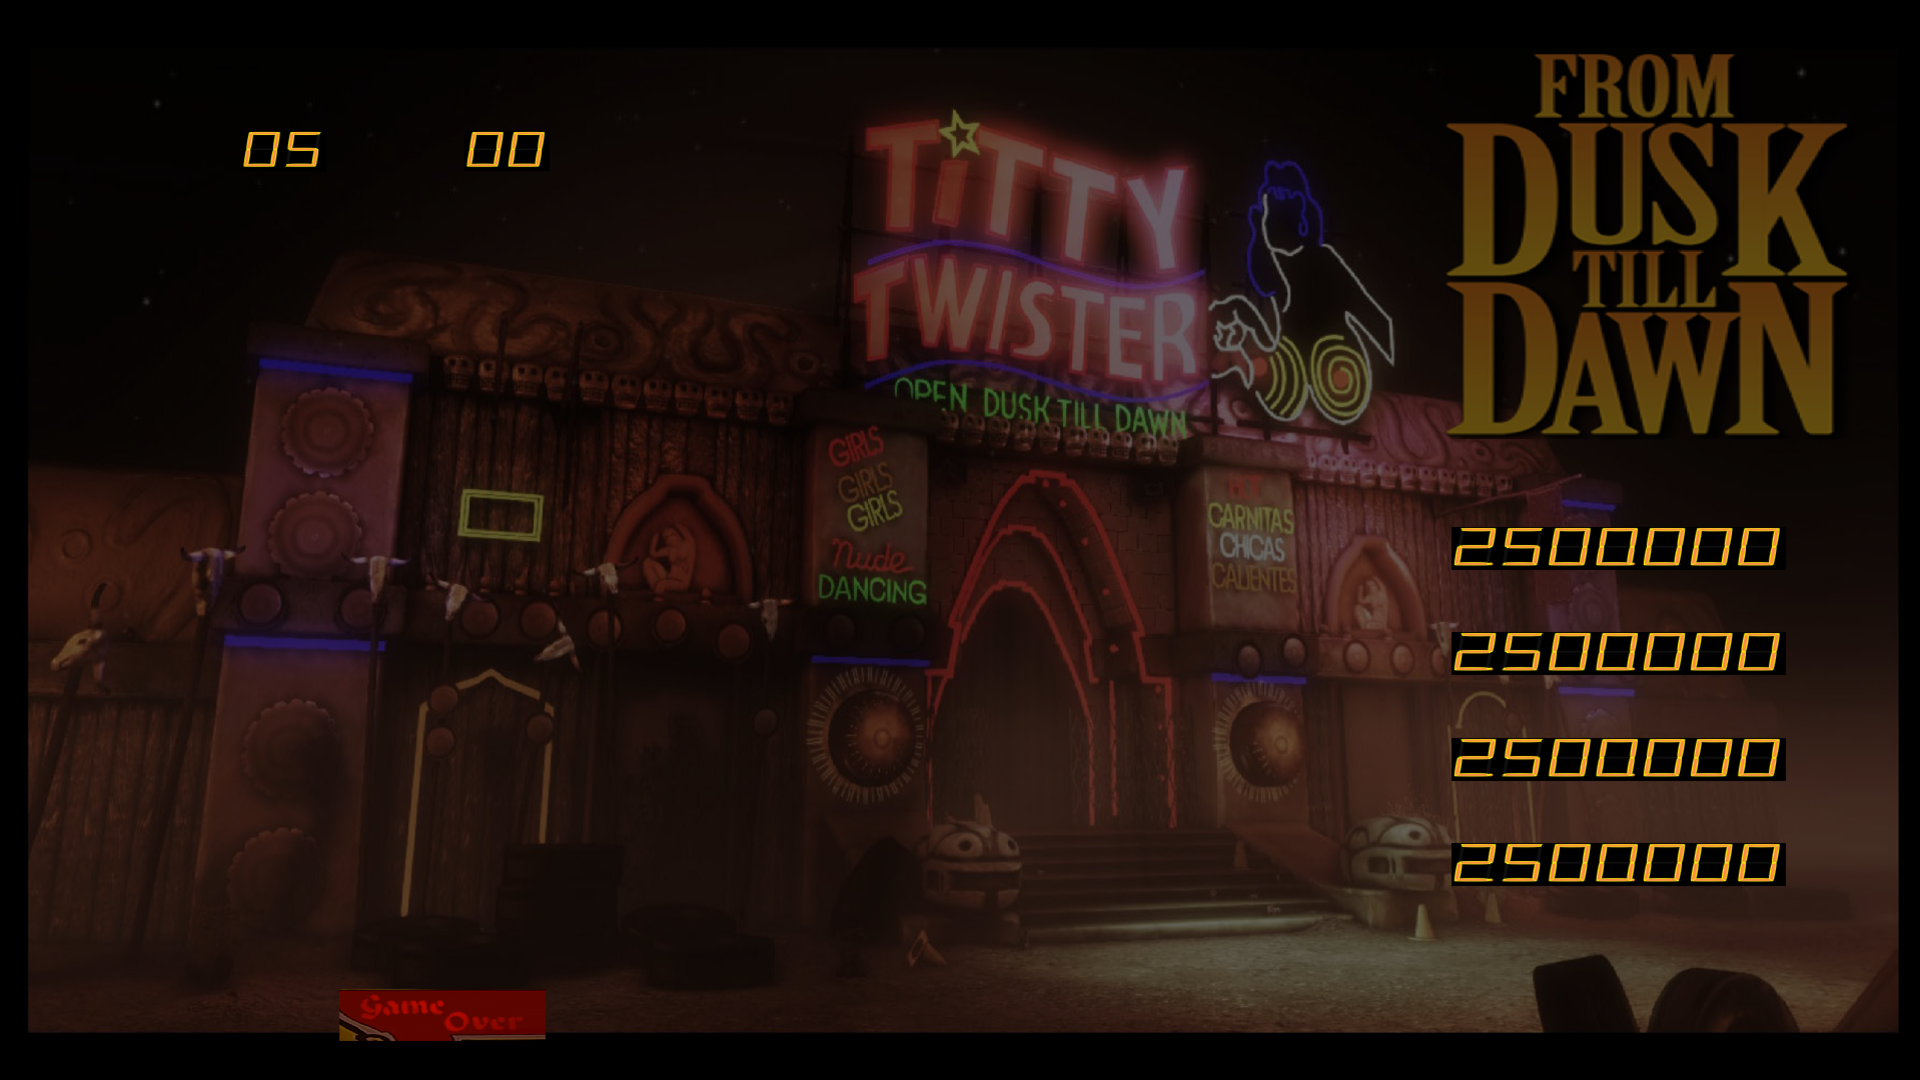 05 00
TiTTY
TWISTER
OPEN DUSK TILL DAWN
GIRLS
GIRLS
GIRLS
Nude
DANCING
HOT
CARNITAS
CHICAS
CALIENTES
FROM
DUSK
TILL
DAWN
2500000
2500000
2500000
2500000
Game
Over